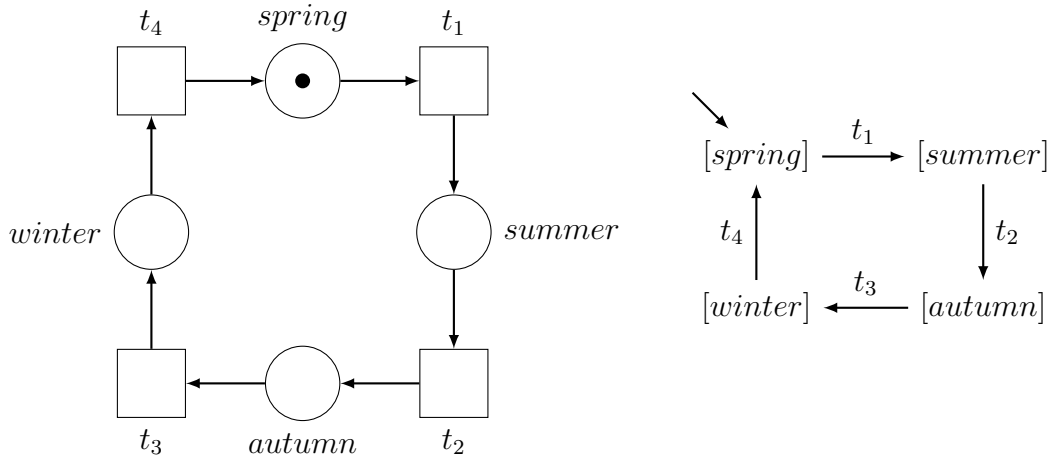 t₄
spring
t₁
winter
summer
t₃
autumn
t₂
[spring]
t₁
[summer]
t₄
t₂
[winter]
t₃
[autumn]